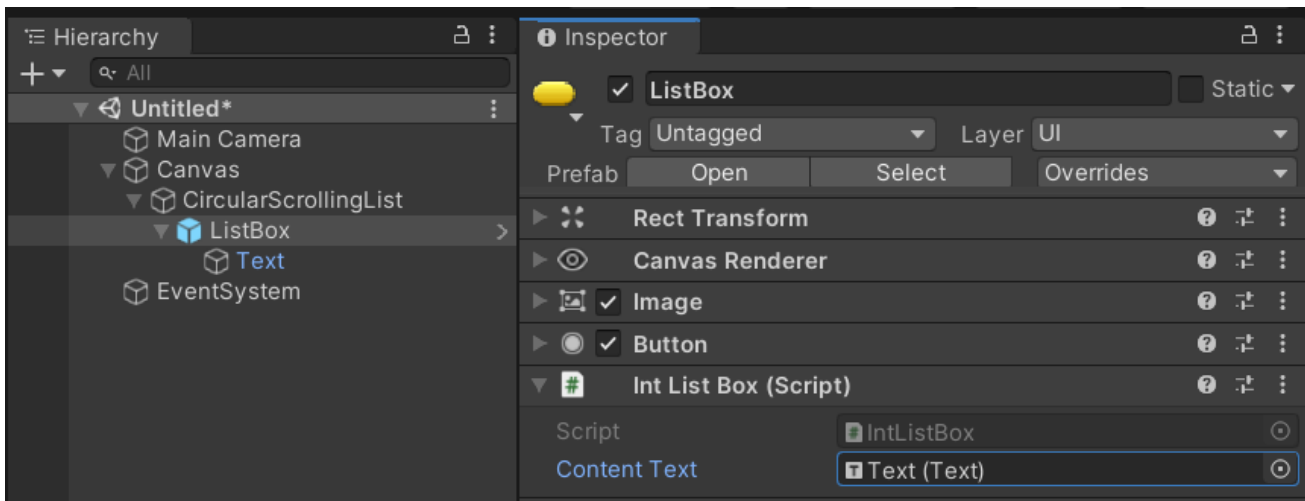 Hierarchy
All
Untitled*
Main Camera
Canvas
CircularScrollingList
ListBox
Text
EventSystem
Inspector
ListBox
Static
Tag Untagged Layer UI
Prefab Open Select Overrides
Rect Transform
Canvas Renderer
Image
Button
# Int List Box (Script)
Script # IntListBox
Content Text T Text (Text)